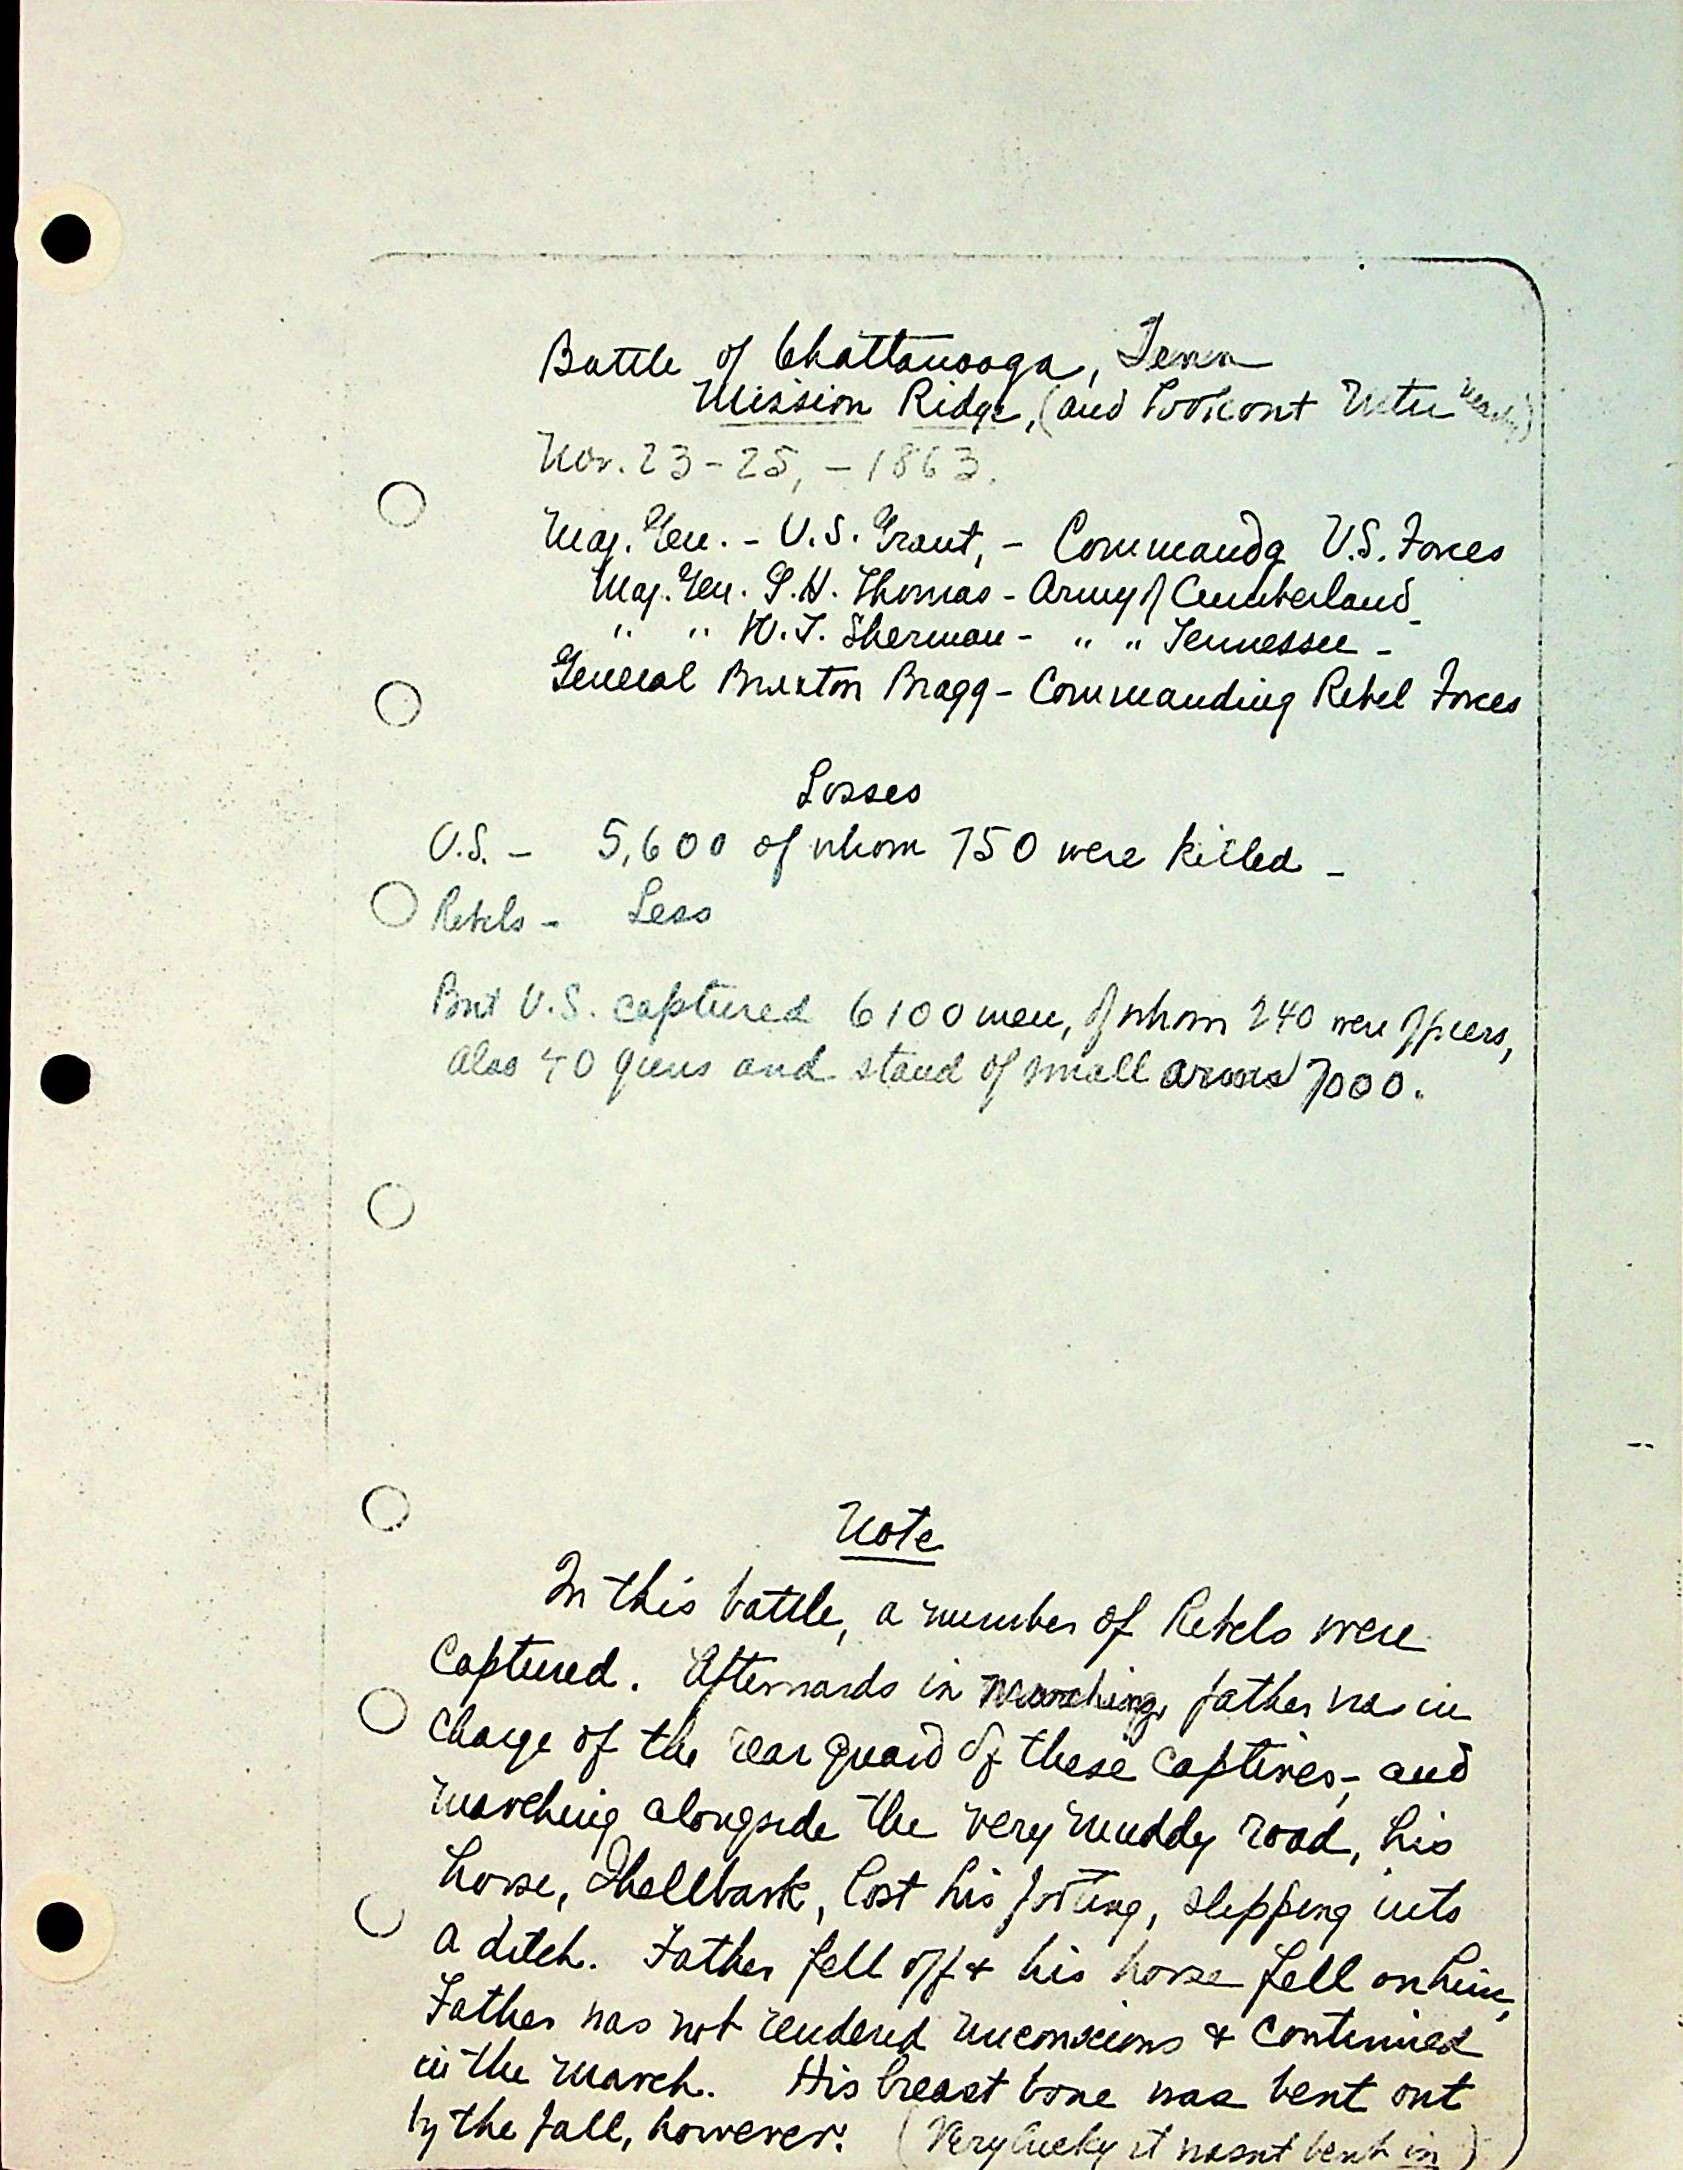 Battle of Chattanooga, Tenn
Mission Ridge, (and Lookout Mtn nearby)
Nov. 23-25, - 1863.
Maj. Gen. - U.S. Grant, - Commandg U.S. Forces
Maj. Gen. G.H. Thomas - Army of Cumberland -
" " W.T. Sherman - " " Tennessee -
General Braxton Bragg - Commanding Rebel Forces
Losses
U.S. - 5,600 of whom 750 were killed -
Rebels - Less
But U.S. captured 6100 men, of whom 240 were officers,
also 40 guns and stand of small arms 7000.
Note
In this battle, a number of Rebels were
captured. Afterwards in marching, father was in
charge of the rear guard of these captives, - and
marching alongside the very muddy road, his
horse, Shellbark, lost his footing, slipping into
a ditch. Father fell off & his horse fell on him,
Father was not rendered unconscious & continued
in the march. His breast bone was bent out
by the fall, however. (Very lucky it wasnt bent in)